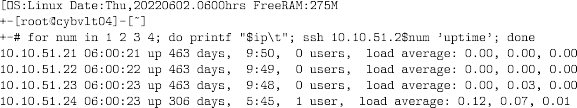 [OS:Linux Date:Thu,20220602.0600hrs FreeRAM:275M
+-[root@cybvlt04]-[~]
+-# for num in 1 2 3 4; do printf "$ip\t"; ssh 10.10.51.2$num 'uptime'; done
10.10.51.21 06:00:21 up 463 days,  9:50,  0 users,  load average: 0.00, 0.00, 0.00
10.10.51.22 06:00:22 up 463 days,  9:49,  0 users,  load average: 0.00, 0.00, 0.00
10.10.51.23 06:00:23 up 463 days,  9:48,  0 users,  load average: 0.00, 0.03, 0.00
10.10.51.24 06:00:23 up 306 days,  5:45,  1 user,  load average: 0.12, 0.07, 0.01